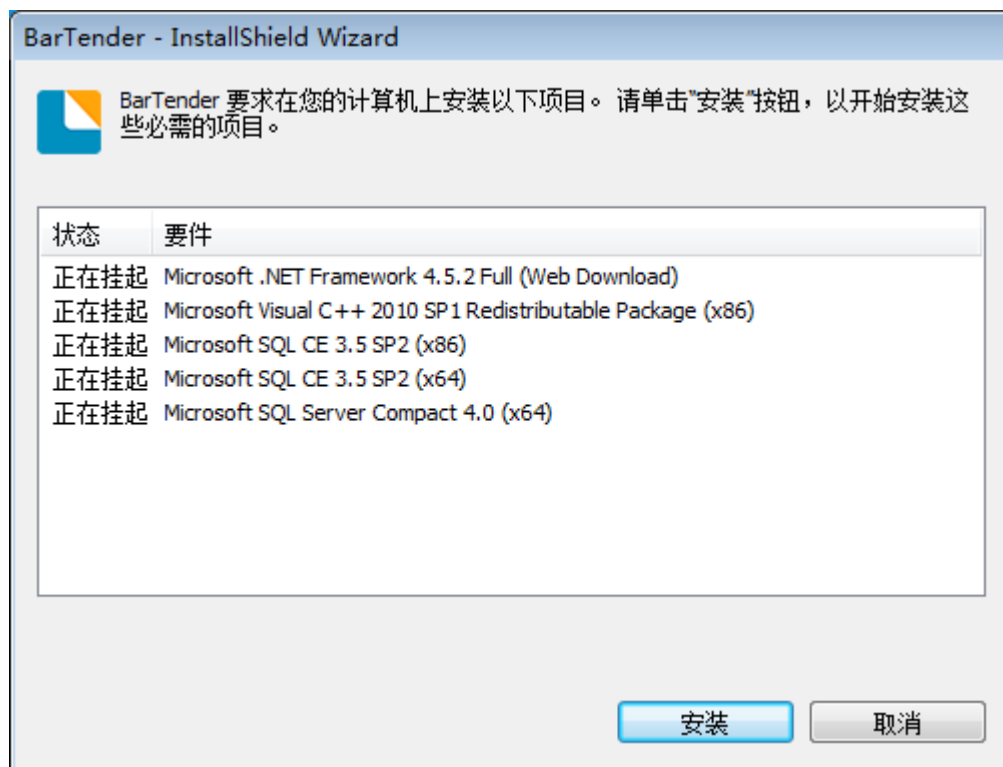 BarTender - InstallShield Wizard
BarTender 要求在您的计算机上安装以下项目。 请单击"安装"按钮，以开始安装这
些必需的项目。
状态 要件
正在挂起 Microsoft .NET Framework 4.5.2 Full (Web Download)
正在挂起 Microsoft Visual C++ 2010 SP1 Redistributable Package (x86)
正在挂起 Microsoft SQL CE 3.5 SP2 (x86)
正在挂起 Microsoft SQL CE 3.5 SP2 (x64)
正在挂起 Microsoft SQL Server Compact 4.0 (x64)
安装 取消